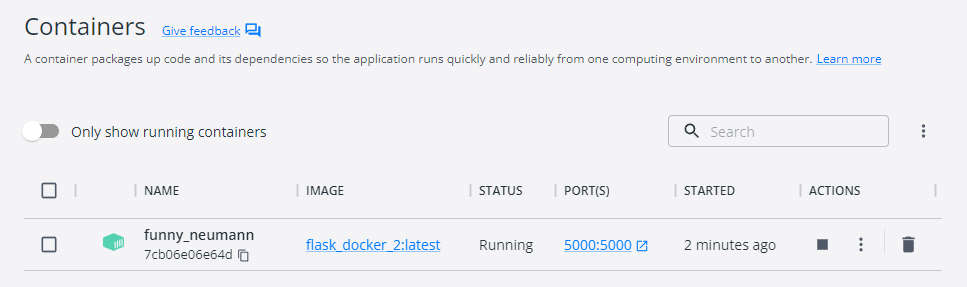 Containers Give feedback
A container packages up code and its dependencies so the application runs quickly and reliably from one computing environment to another. Learn more
Only show running containers
Search
NAME IMAGE STATUS PORT(S) STARTED ACTIONS
funny_neumann flask_docker_2:latest Running 5000:5000 2 minutes ago
7cb06e06e64d